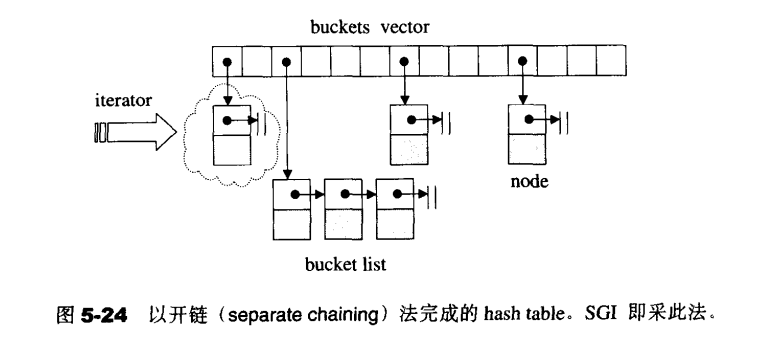 buckets vector
iterator
node
bucket list
图 5-24 以开链（separate chaining）法完成的 hash table。SGI 即采此法。